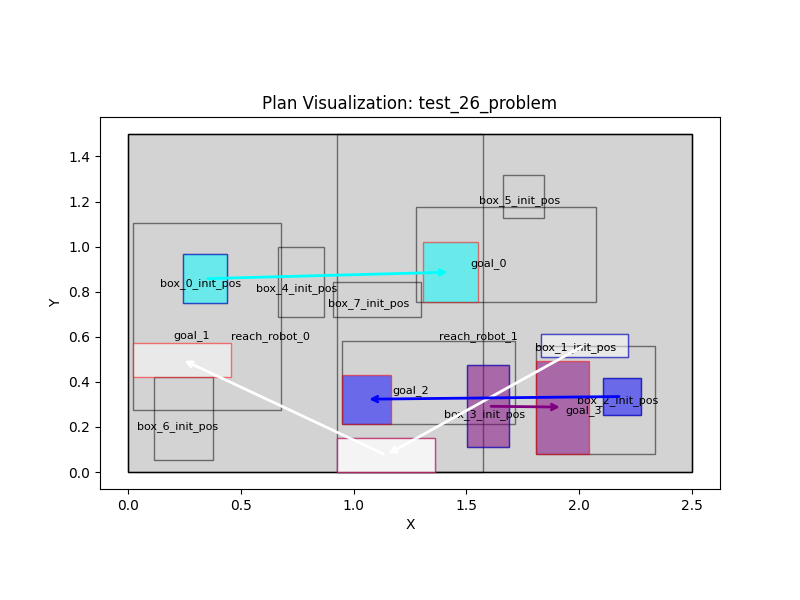 Plan Visualization: test_26_problem
Y
1.4
1.2
1.0
0.8
0.6
0.4
0.2
0.0
box_5_init_pos
goal_0
box_0_init_pos
box_4_init_pos
box_7_init_pos
goal_1
reach_robot_0
reach_robot_1
box_1_init_pos
goal_2
box_2_init_pos
goal_3
box_3_init_pos
box_6_init_pos
0.0
0.5
1.0
1.5
2.0
2.5
X